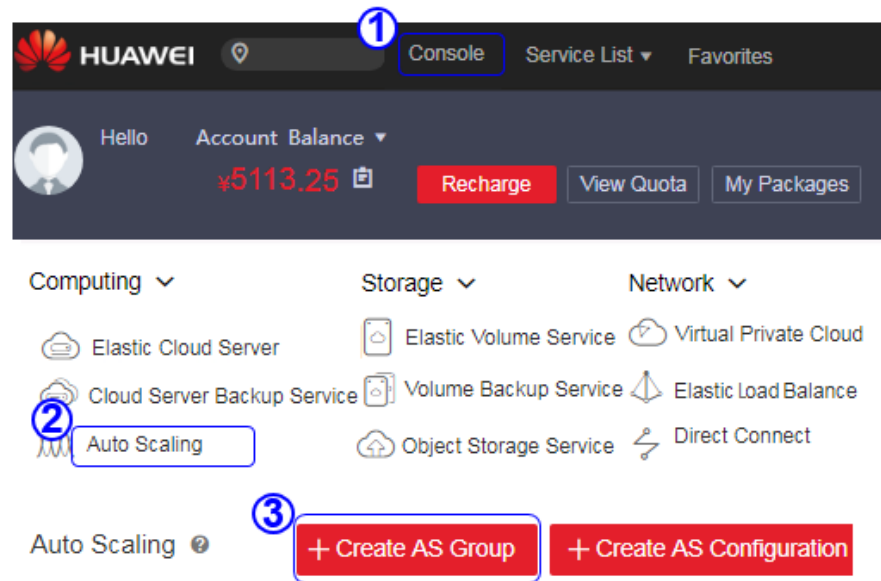 1
HUAWEI Console Service List Favorites
Hello Account Balance
¥5113.25 Recharge View Quota My Packages
Computing Storage Network
Elastic Cloud Server Elastic Volume Service Virtual Private Cloud
Cloud Server Backup Service Volume Backup Service Elastic Load Balance
2
Auto Scaling Object Storage Service Direct Connect
3
Auto Scaling ? + Create AS Group + Create AS Configuration